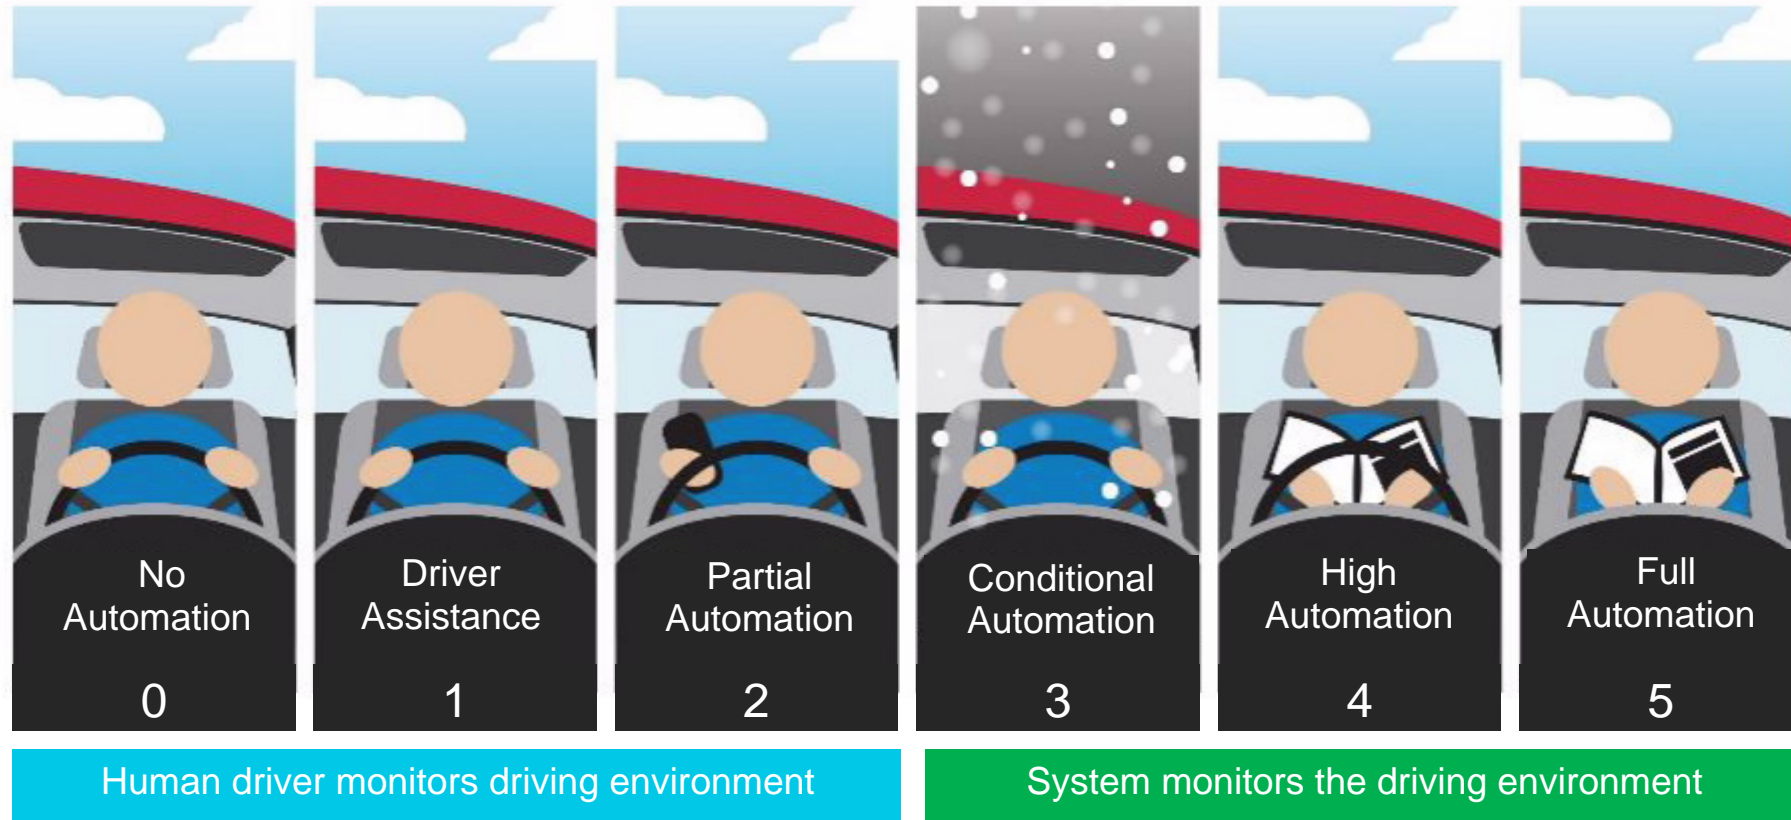 No
Automation
0
Driver
Assistance
1
Partial
Automation
2
Conditional
Automation
3
High
Automation
4
Full
Automation
5
Human driver monitors driving environment
System monitors the driving environment